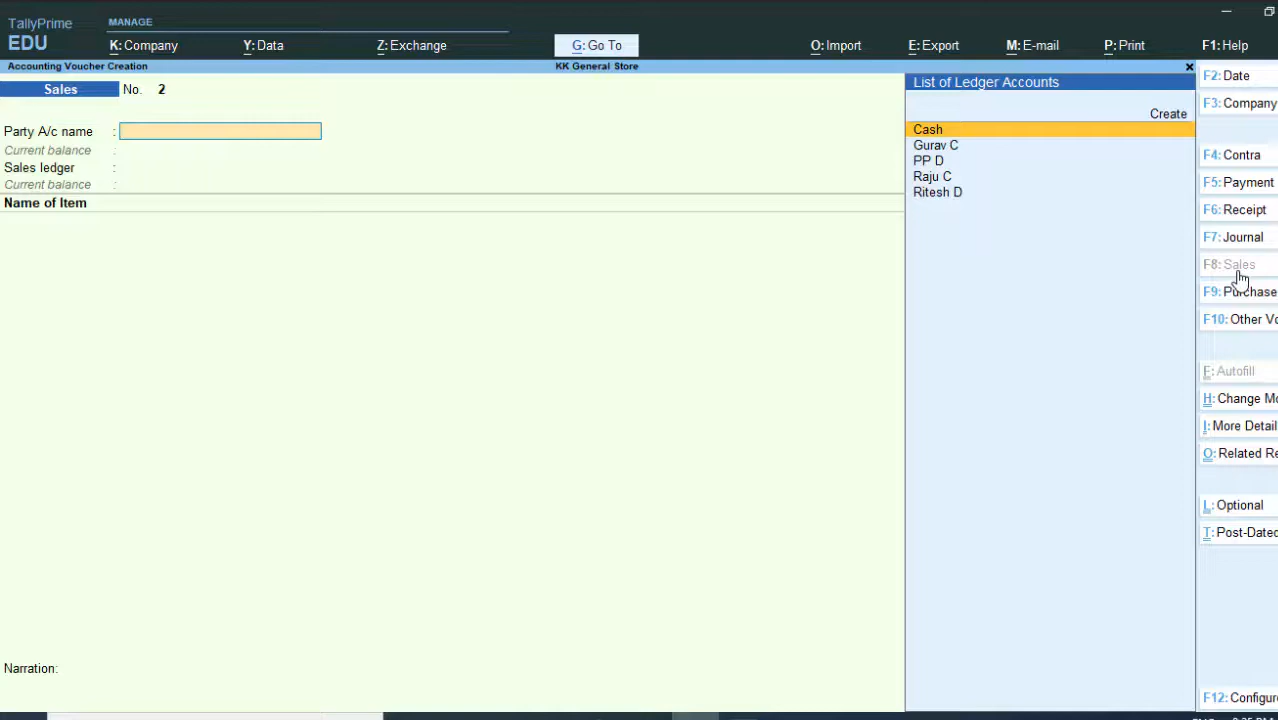 TallyPrime
EDU
MANAGE
K: Company
Y: Data
Z: Exchange
G: Go To
O: Import
E: Export
M: E-mail
P: Print
F1: Help
Accounting Voucher Creation
KK General Store
Sales No. 2
Party A/c name :
Current balance :
Sales ledger :
Current balance :
Name of Item
Narration:
List of Ledger Accounts
Create
Cash
Gurav C
PP D
Raju C
Ritesh D
F2: Date
F3: Company
F4: Contra
F5: Payment
F6: Receipt
F7: Journal
F8: Sales
F9: Purchase
F10: Other Vo
F: Autofill
H: Change Mo
I: More Detail
O: Related Re
L: Optional
T: Post-Dated
F12: Configure